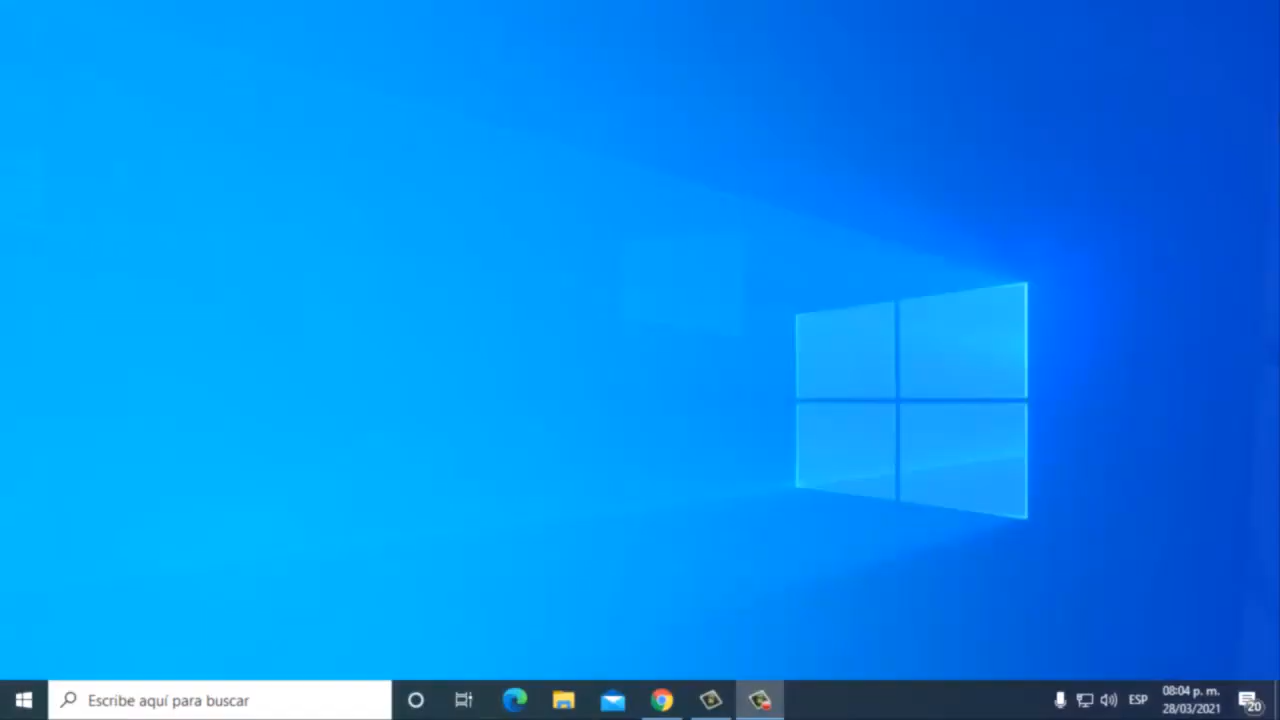 Escribe aquí para buscar
ESP
08:04 p. m.
28/03/2021
20